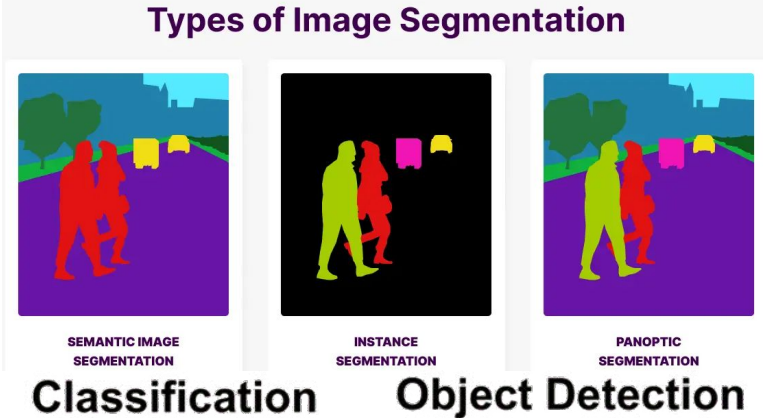 Types of Image Segmentation
SEMANTIC IMAGE
SEGMENTATION
INSTANCE
SEGMENTATION
PANOPTIC
SEGMENTATION
Classification
Object Detection